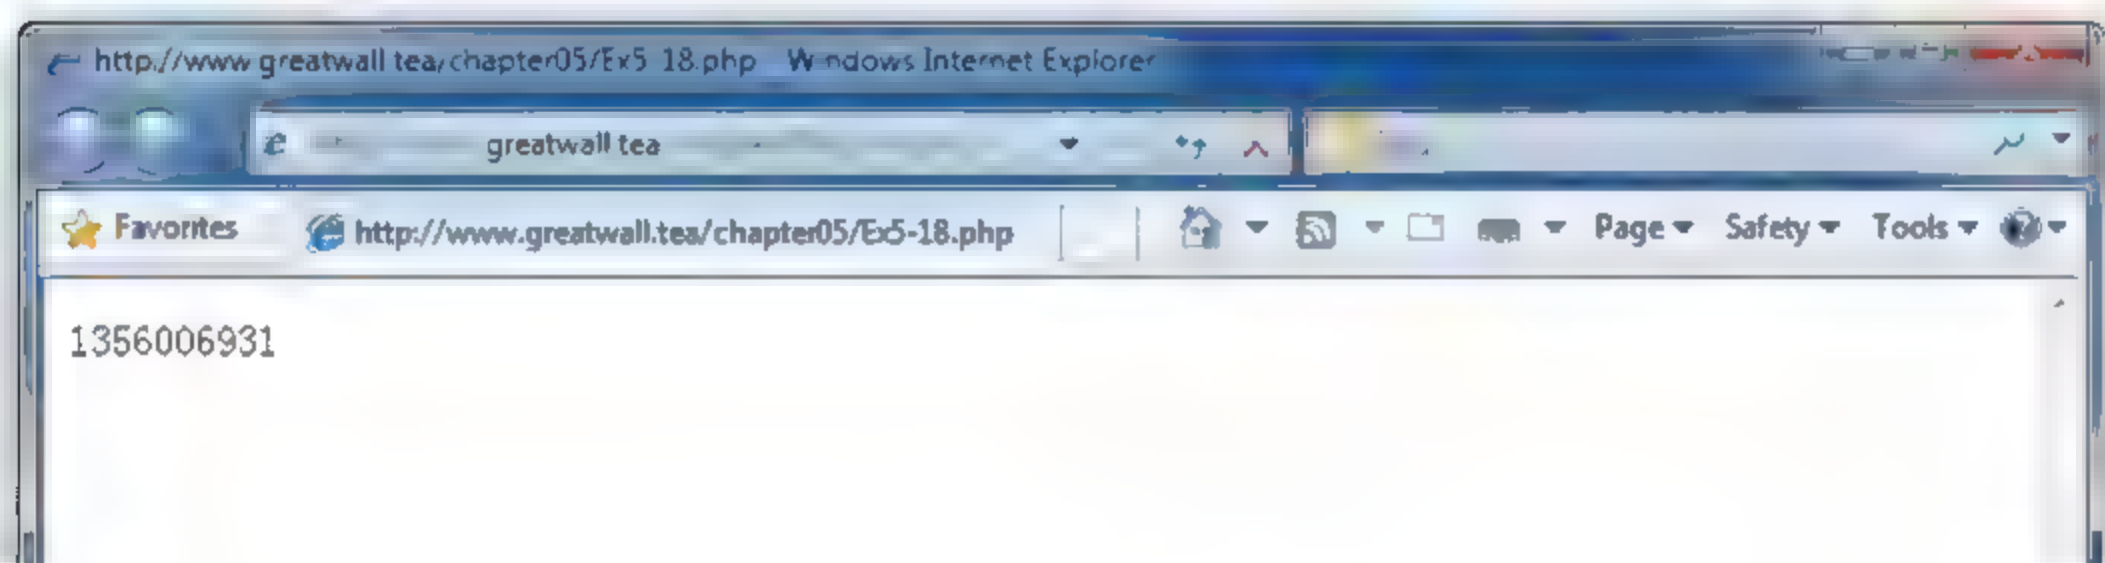 http://www.greatwall.tea/chapter05/Ex5-18.php - Windows Internet Explorer
greatwall.tea
Favorites http://www.greatwall.tea/chapter05/Ex5-18.php Page Safety Tools
1356006931